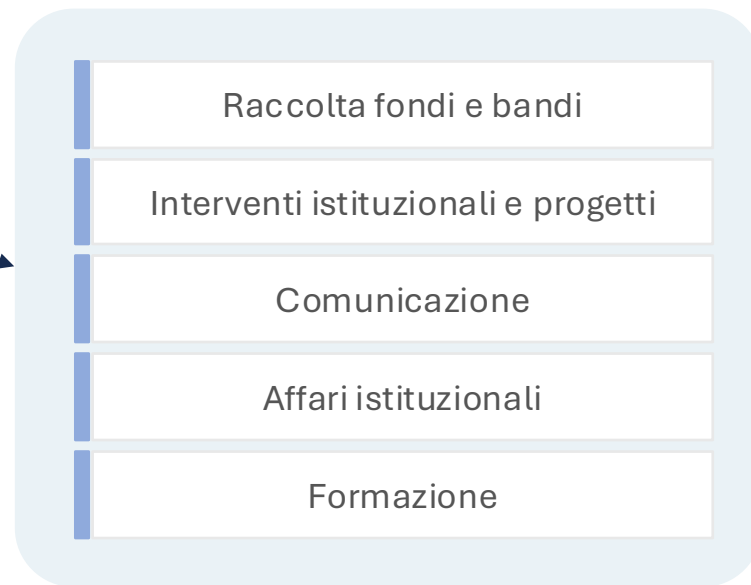 Raccolta fondi e bandi
Interventi istituzionali e progetti
Comunicazione
Affari istituzionali
Formazione